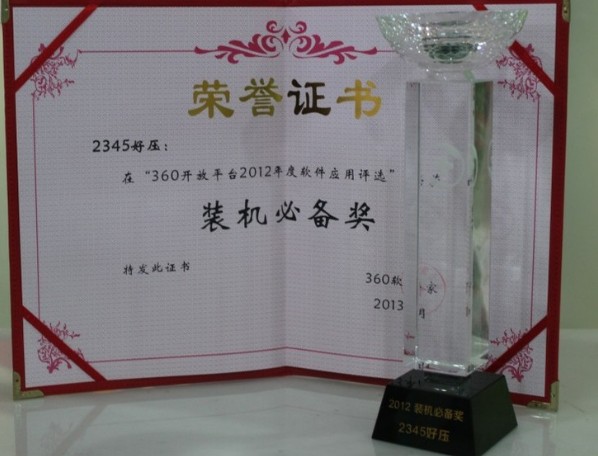 荣誉证书
2345好压：
在“360开放平台2012年度软件应用评选”
装机必备奖
特发此证书
360软
2013
2012 装机必备奖
2345好压